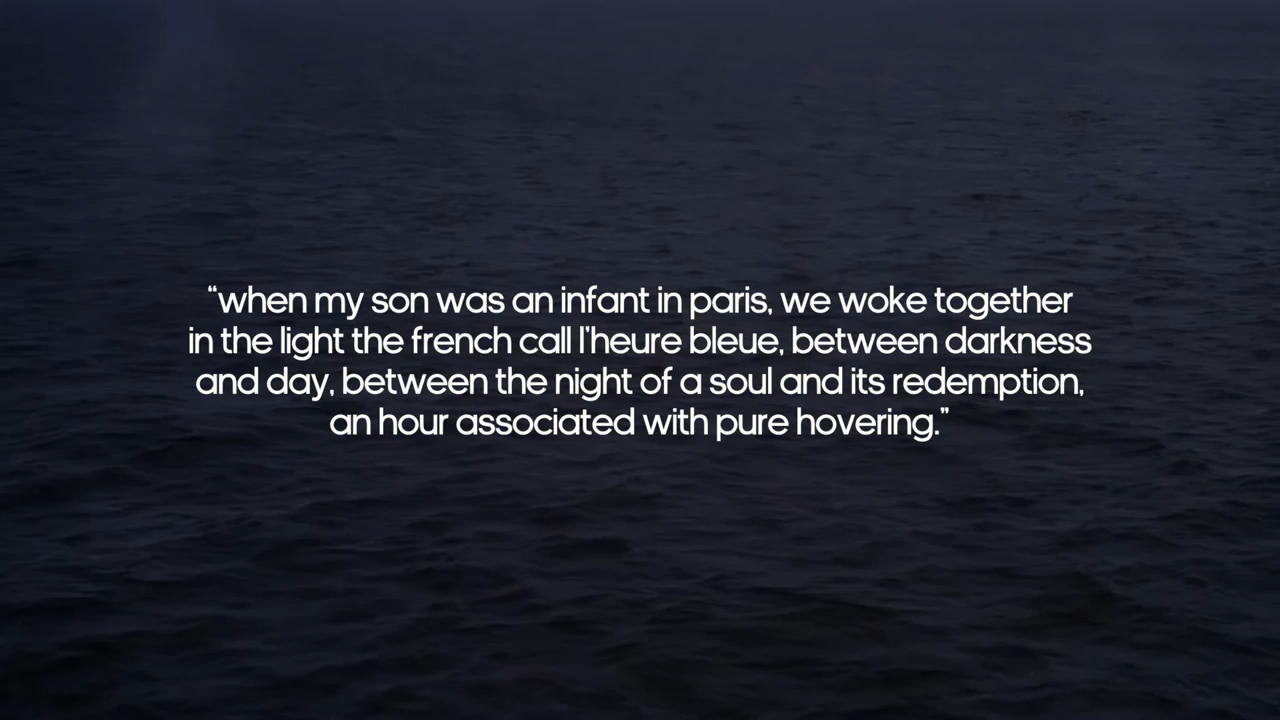 “when my son was an infant in paris, we woke together
in the light the french call l'heure bleue, between darkness
and day, between the night of a soul and its redemption,
an hour associated with pure hovering.”